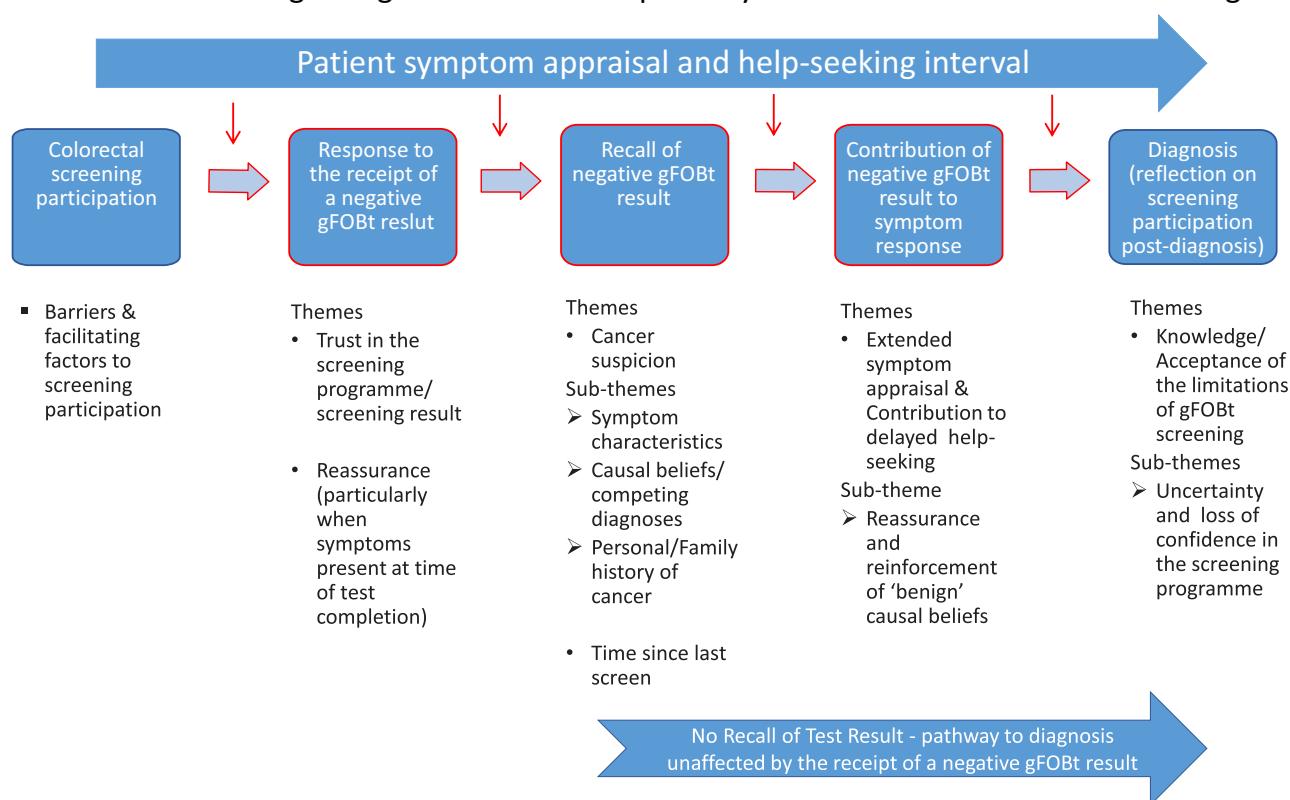 Patient symptom appraisal and help-seeking interval
Colorectal
screening
participation
Response to
the receipt of
a negative
gFOBt reslut
Recall of
negative gFOBt
result
Contribution of
negative gFOBt
result to
symptom
response
Diagnosis
(reflection on
screening
participation
post-diagnosis)
▪ Barriers &
facilitating
factors to
screening
participation
Themes
• Trust in the
screening
programme/
screening result
• Reassurance
(particularly
when
symptoms
present at time
of test
completion)
Themes
• Cancer
suspicion
Sub-themes
➢ Symptom
characteristics
➢ Causal beliefs/
competing
diagnoses
➢ Personal/Family
history of
cancer
• Time since last
screen
Themes
• Extended
symptom
appraisal &
Contribution to
delayed help-
seeking
Sub-theme
➢ Reassurance
and
reinforcement
of ‘benign’
causal beliefs
Themes
• Knowledge/
Acceptance of
the limitations
of gFOBt
screening
Sub-themes
➢ Uncertainty
and loss of
confidence in
the screening
programme
No Recall of Test Result - pathway to diagnosis
unaffected by the receipt of a negative gFOBt result